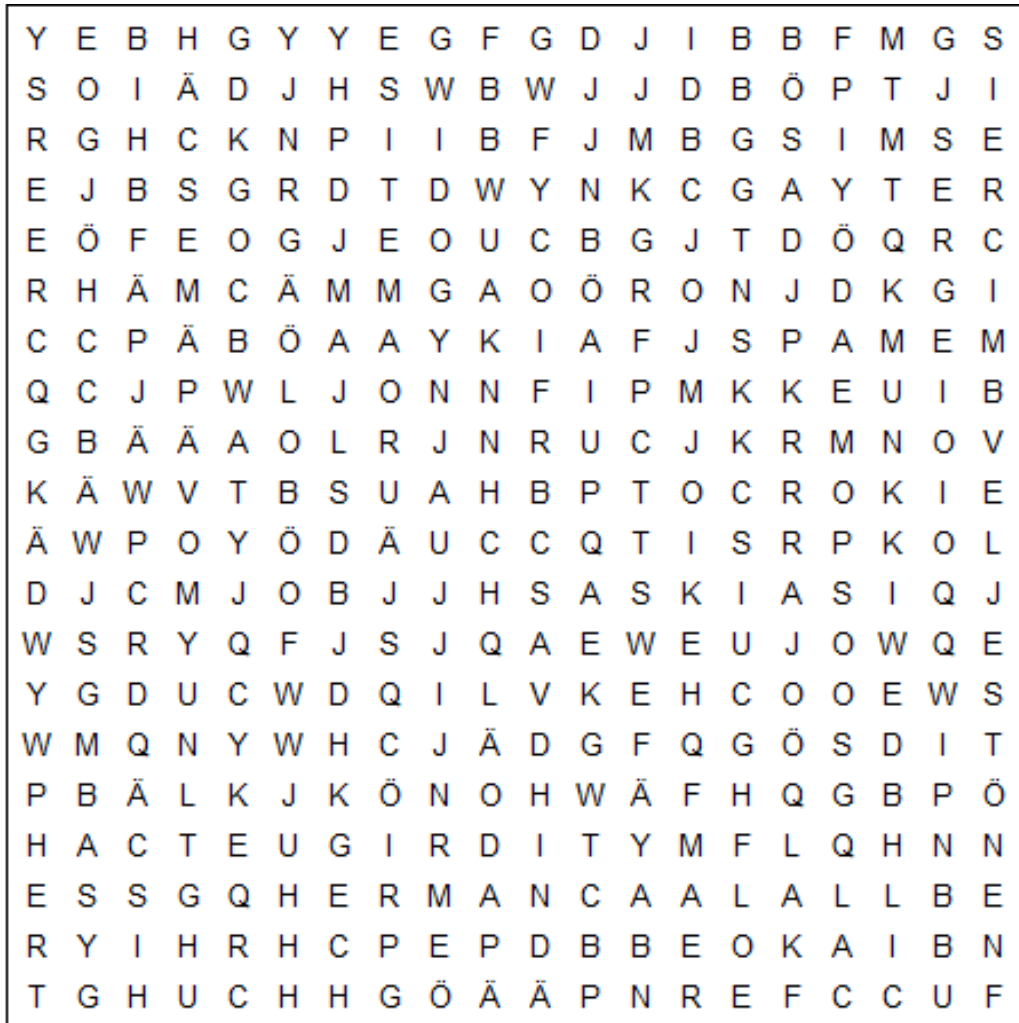 Y E B H G Y Y E G F G D J I B B F M G S
S O I Ä D J H S W B W J J D B Ö P T J I
R G H C K N P I I B F J M B G S I M S E
E J B S G R D T D W Y N K C G A Y T E R
E Ö F E O G J E O U C B G J T D Ö Q R C
R H Ä M C Ä M M G A O Ö R O N J D K G I
C C P Ä B Ö A A Y K I A F J S P A M E M
Q C J P W L J O N N F I P M K K E U I B
G B Ä Ä A O L R J N R U C J K R M N O V
K Ä W V T B S U A H B P T O C R O K I E
Ä W P O Y Ö D Ä U C C Q T I S R P K O L
D J C M J O B J J H S A S K I A S I Q J
W S R Y Q F J S J Q A E W E U J O W Q E
Y G D U C W D Q I L V K E H C O O E W S
W M Q N Y W H C J Ä D G F Q G Ö S D I T
P B Ä L K J K Ö N O H W Ä F H Q G B P Ö
H A C T E U G I R D I T Y M F L Q H N N
E S S G Q H E R M A N C A A L A L L B E
R Y I H R H C P E P D B B E O K A I B N
T G H U C H H G Ö Ä Ä P N R E F C C U F